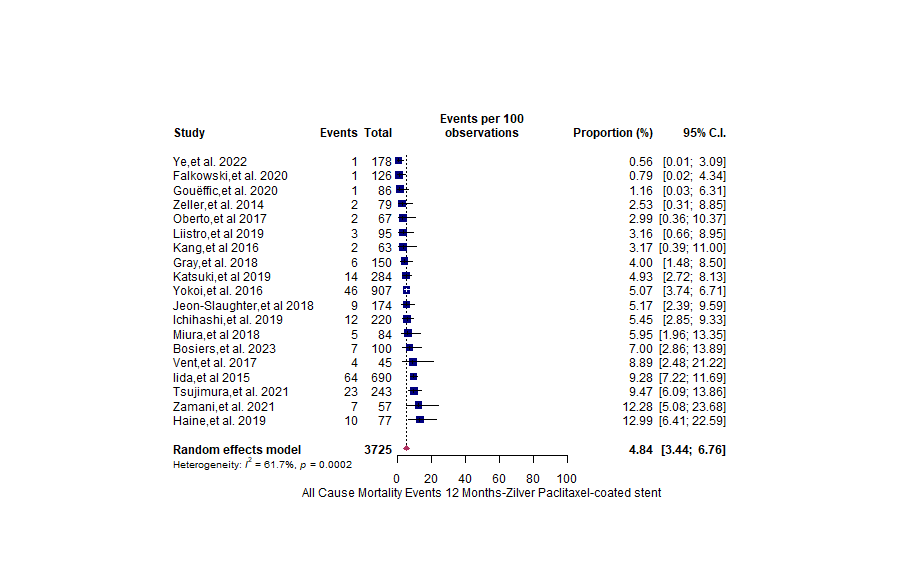 Events per 100
Study Events Total observations Proportion (%) 95% C.I.
Ye,et al. 2022 1 178 0.56 [0.01; 3.09]
Falkowski,et al. 2020 1 126 0.79 [0.02; 4.34]
Gouëffic,et al. 2020 1 86 1.16 [0.03; 6.31]
Zeller,et al. 2014 2 79 2.53 [0.31; 8.85]
Oberto,et al 2017 2 67 2.99 [0.36; 10.37]
Liistro,et al 2019 3 95 3.16 [0.66; 8.95]
Kang,et al 2016 2 63 3.17 [0.39; 11.00]
Gray,et al. 2018 6 150 4.00 [1.48; 8.50]
Katsuki,et al 2019 14 284 4.93 [2.72; 8.13]
Yokoi,et al. 2016 46 907 5.07 [3.74; 6.71]
Jeon-Slaughter,et al 2018 9 174 5.17 [2.39; 9.59]
Ichihashi,et al. 2019 12 220 5.45 [2.85; 9.33]
Miura,et al 2018 5 84 5.95 [1.96; 13.35]
Bosiers,et al. 2023 7 100 7.00 [2.86; 13.89]
Vent,et al. 2017 4 45 8.89 [2.48; 21.22]
Iida,et al 2015 64 690 9.28 [7.22; 11.69]
Tsujimura,et al. 2021 23 243 9.47 [6.09; 13.86]
Zamani,et al. 2021 7 57 12.28 [5.08; 23.68]
Haine,et al. 2019 10 77 12.99 [6.41; 22.59]
Random effects model 3725 4.84 [3.44; 6.76]
Heterogeneity: I² = 61.7%, p = 0.0002
0 20 40 60 80 100
All Cause Mortality Events 12 Months-Zilver Paclitaxel-coated stent